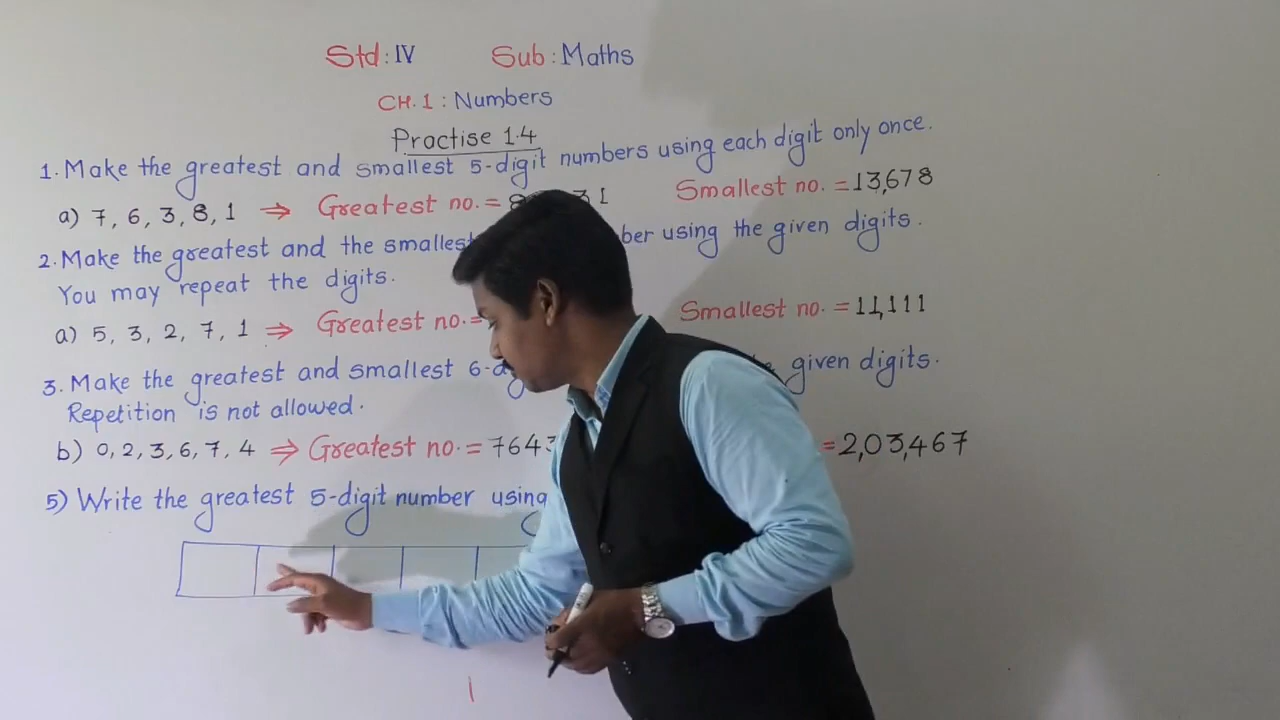 Std: IV Sub: Maths
CH. 1 : Numbers
Practise 1.4
1. Make the greatest and smallest 5-digit numbers using each digit only once.
a) 7, 6, 3, 8, 1 ⇒ Greatest no. = 8 31 Smallest no. = 13,678
2. Make the greatest and the smallest using the given digits.
You may repeat the digits.
a) 5, 3, 2, 7, 1 ⇒ Greatest no. = Smallest no. = 11,111
3. Make the greatest and smallest 6- given digits.
Repetition is not allowed.
b) 0, 2, 3, 6, 7, 4 ⇒ Greatest no. = 7643 = 2,03,467
5) Write the greatest 5-digit number using